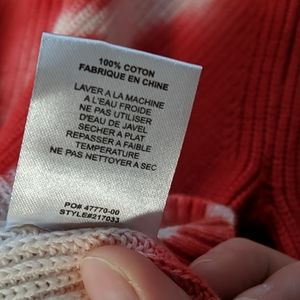 100% COTON
FABRIQUE EN CHINE
LAVER A LA MACHINE
A L'EAU FROIDE
NE PAS UTILISER
D'EAU DE JAVEL
SECHER A PLAT
REPASSER A FAIBLE
TEMPERATURE
NE PAS NETTOYER A SEC
PO# 47770-00
STYLE#217033